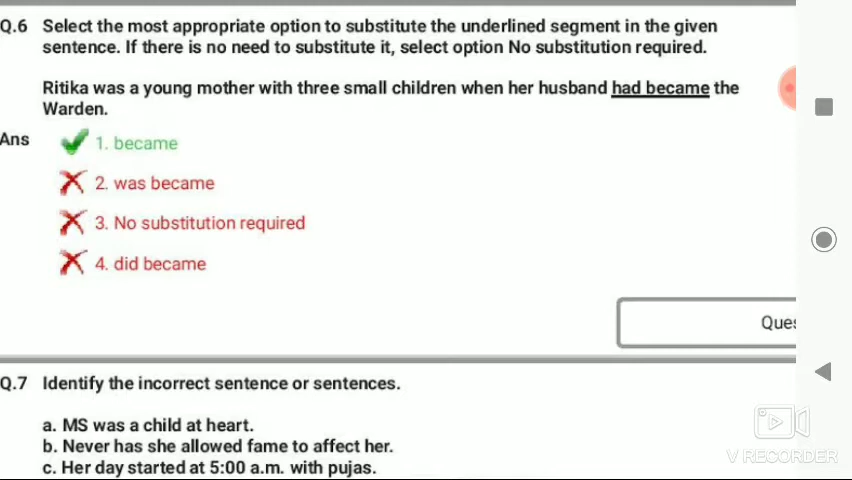 Q.6 Select the most appropriate option to substitute the underlined segment in the given
sentence. If there is no need to substitute it, select option No substitution required.
Ritika was a young mother with three small children when her husband had became the
Warden.
Ans 1. became
2. was became
3. No substitution required
4. did became
Ques
Q.7 Identify the incorrect sentence or sentences.
a. MS was a child at heart.
b. Never has she allowed fame to affect her.
c. Her day started at 5:00 a.m. with pujas.
V RECORDER